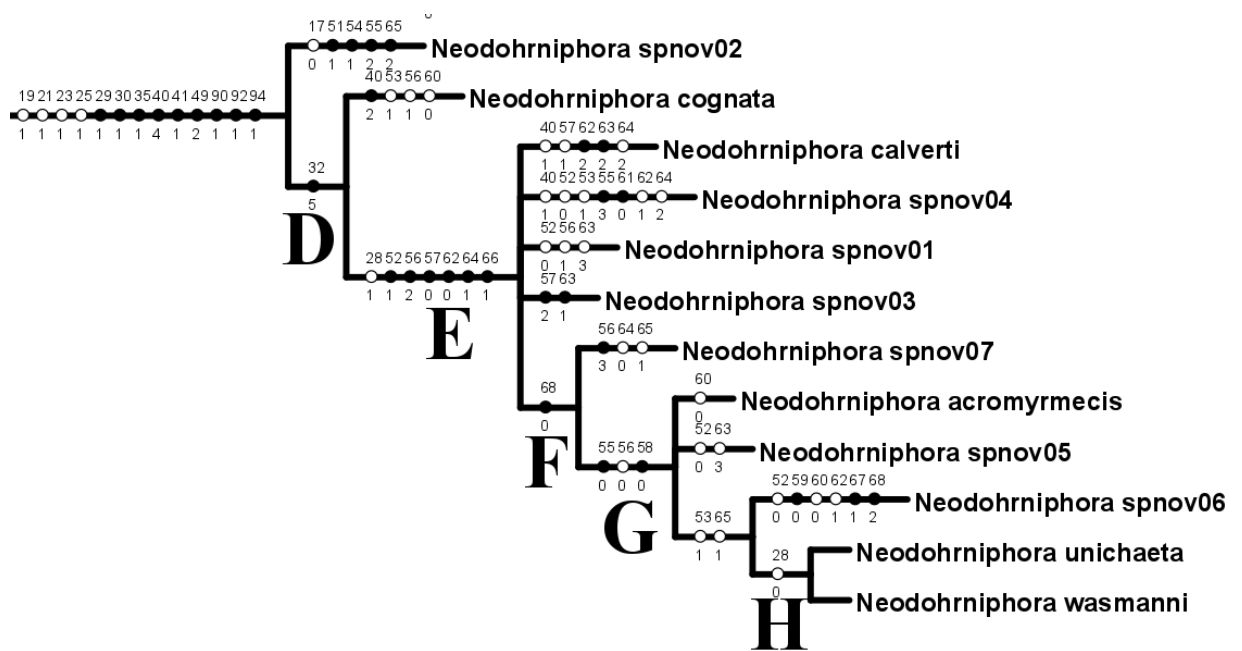 0
17 51 54 55 65
Neodohrniphora spnov02
0 1 1 2 2
40 53 56 60
Neodohrniphora cognata
2 1 1 0
19 21 23 25 29 30 35 40 41 49 90 92 94
1 1 1 1 1 1 1 4 1 2 1 1 1
40 57 62 63 64
Neodohrniphora calverti
1 1 2 2 2
32
5
D
40 52 53 55 61 62 64
Neodohrniphora spnov04
1 0 1 3 0 1 2
52 56 63
Neodohrniphora spnov01
0 1 3
28 52 56 57 62 64 66
1 1 2 0 0 1 1
E
57 63
Neodohrniphora spnov03
2 1
56 64 65
Neodohrniphora spnov07
3 0 1
68
0
F
60
Neodohrniphora acromyrmecis
0
52 63
Neodohrniphora spnov05
0 3
55 56 58
0 0 0
G
52 59 60 62 67 68
Neodohrniphora spnov06
0 0 0 1 1 2
53 65
1 1
28
0
H
Neodohrniphora unichaeta
Neodohrniphora wasmanni